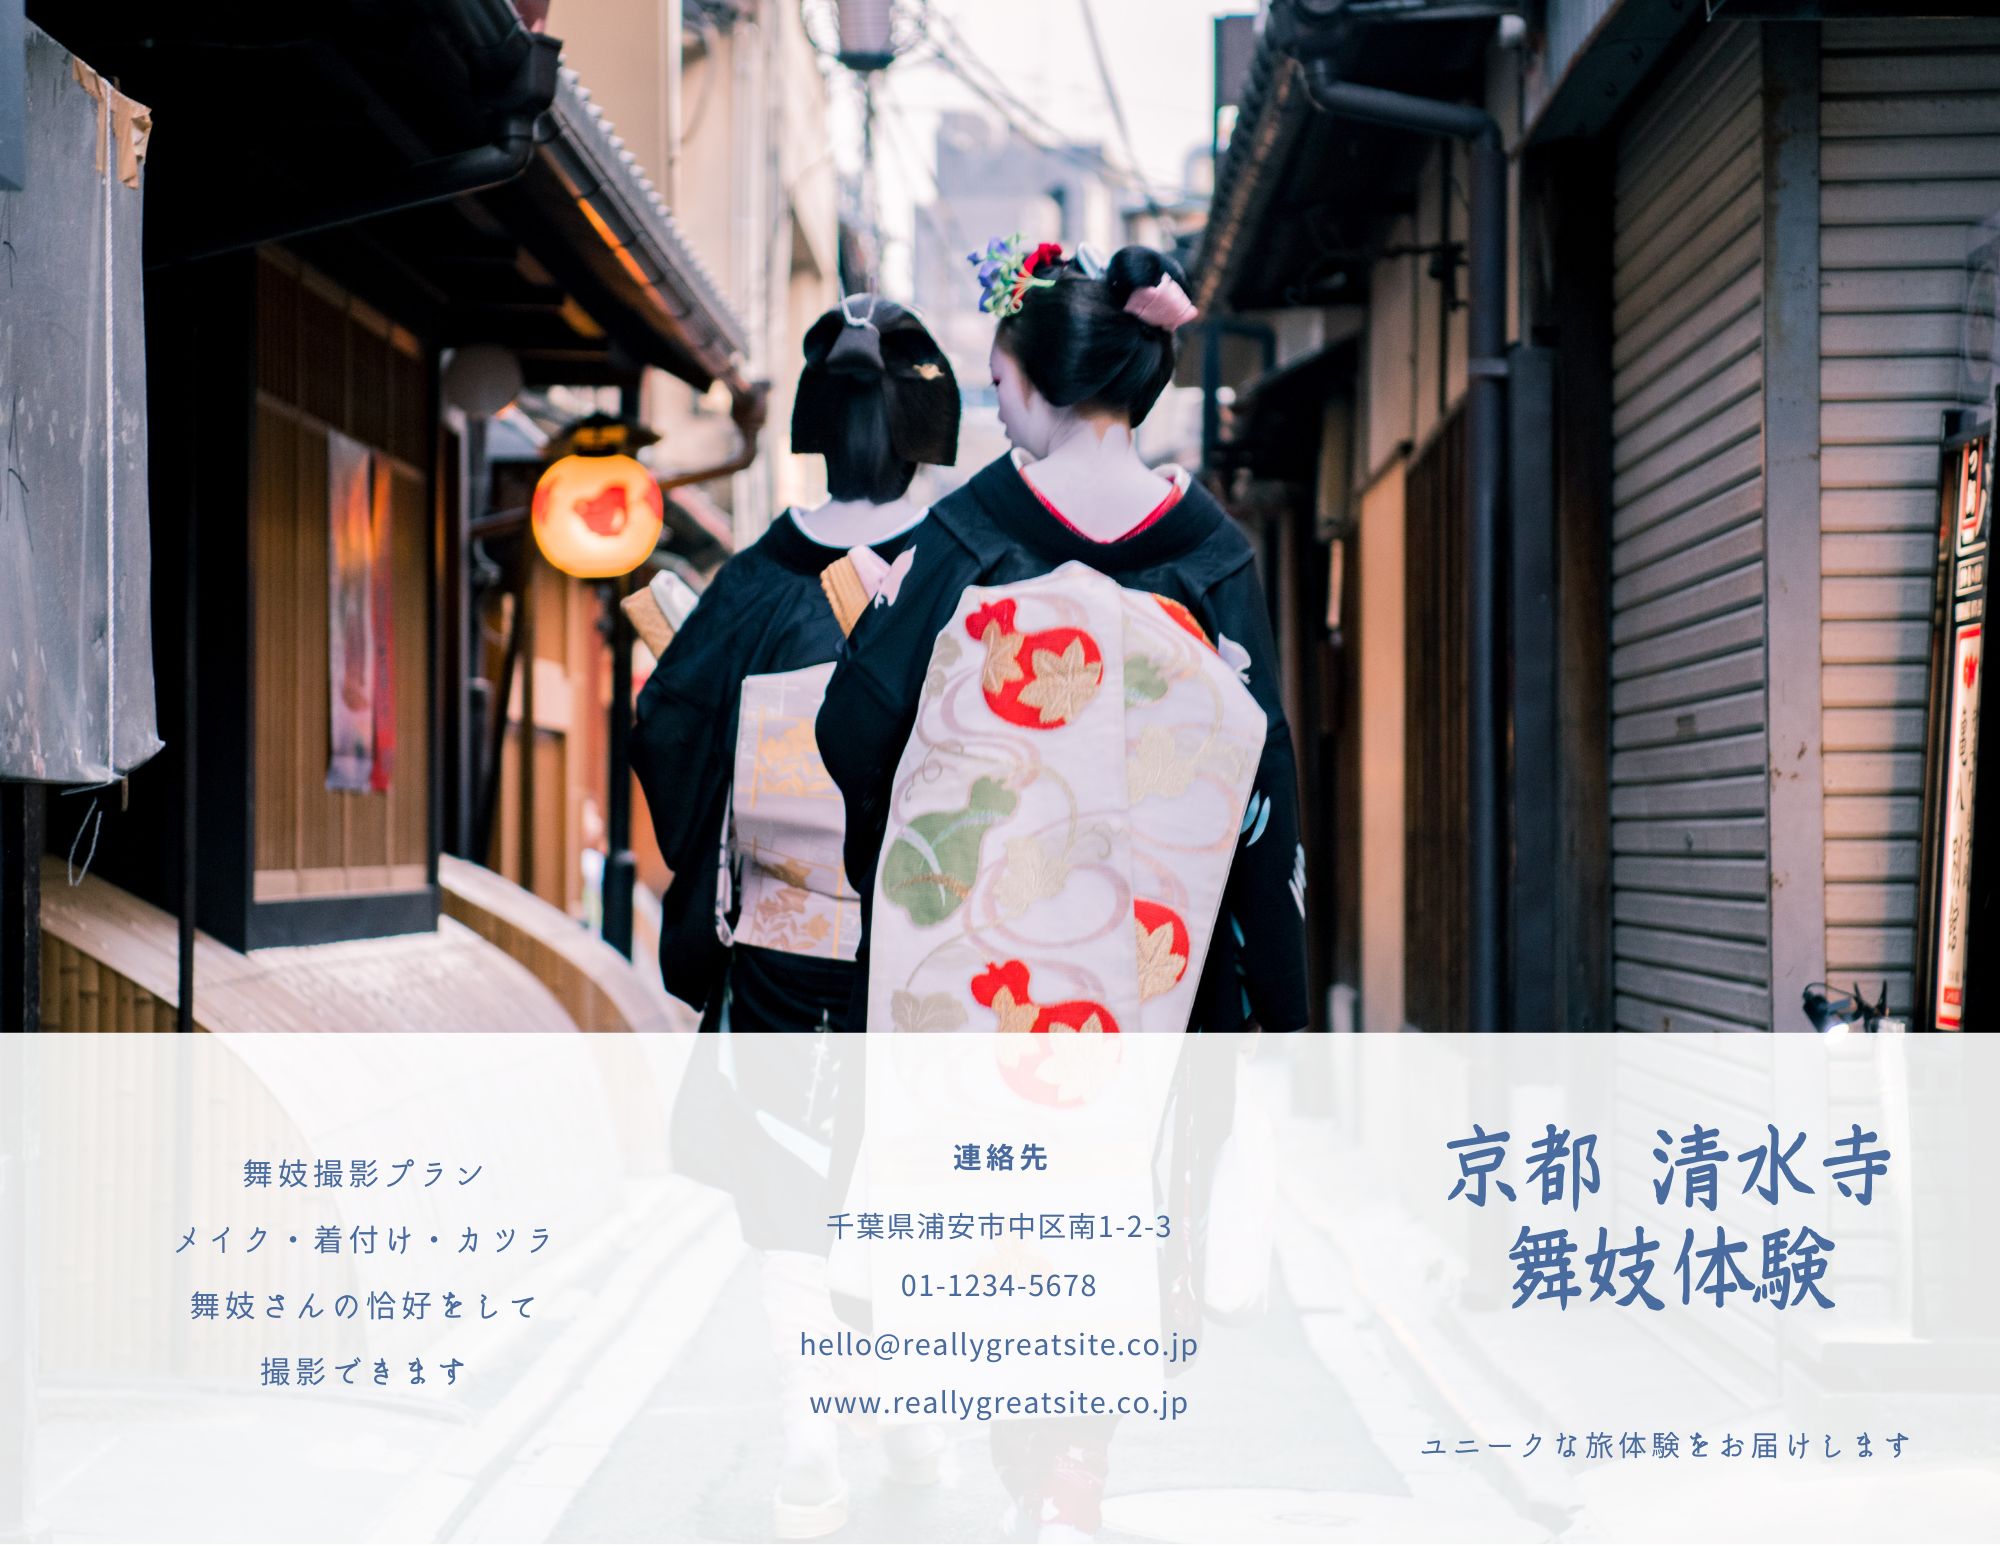 舞妓撮影プラン
メイク・着付け・カツラ
舞妓さんの恰好をして
撮影できます
連絡先
千葉県浦安市中区南1-2-3
01-1234-5678
hello@reallygreatsite.co.jp
www.reallygreatsite.co.jp
京都 清水寺
舞妓体験
ユニークな旅体験をお届けします